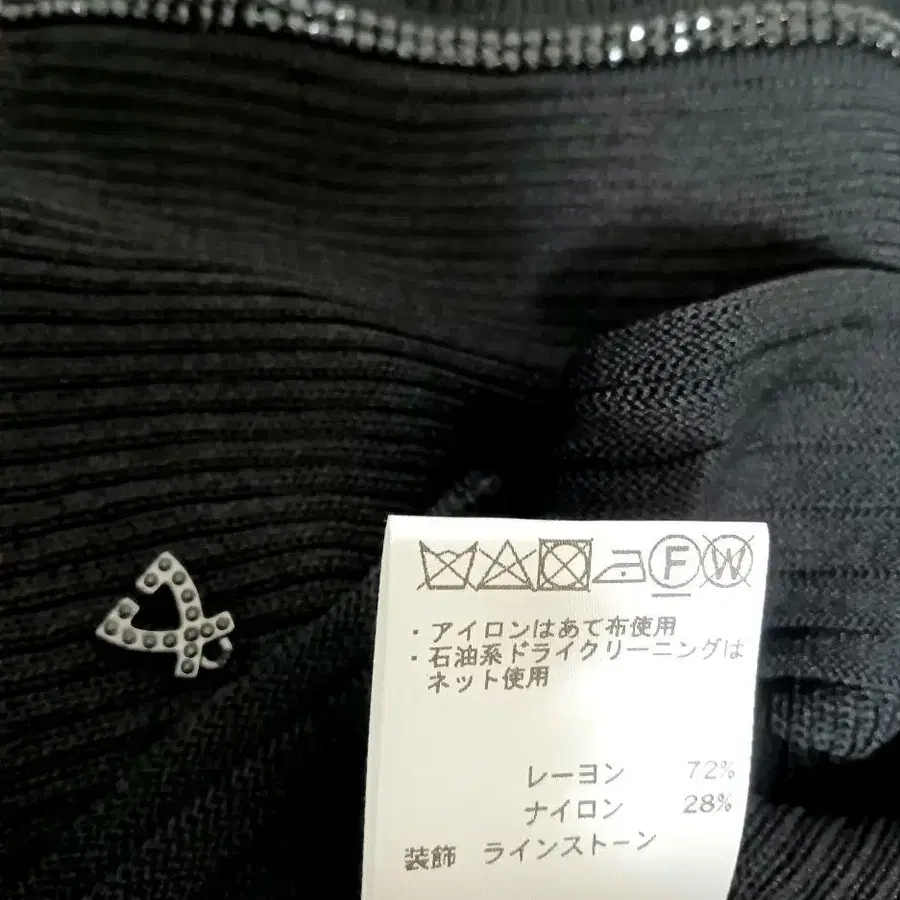 F W
・アイロンはあて布使用
・石油系ドライクリーニングは
ネット使用
レーヨン 72%
ナイロン 28%
装飾 ラインストーン